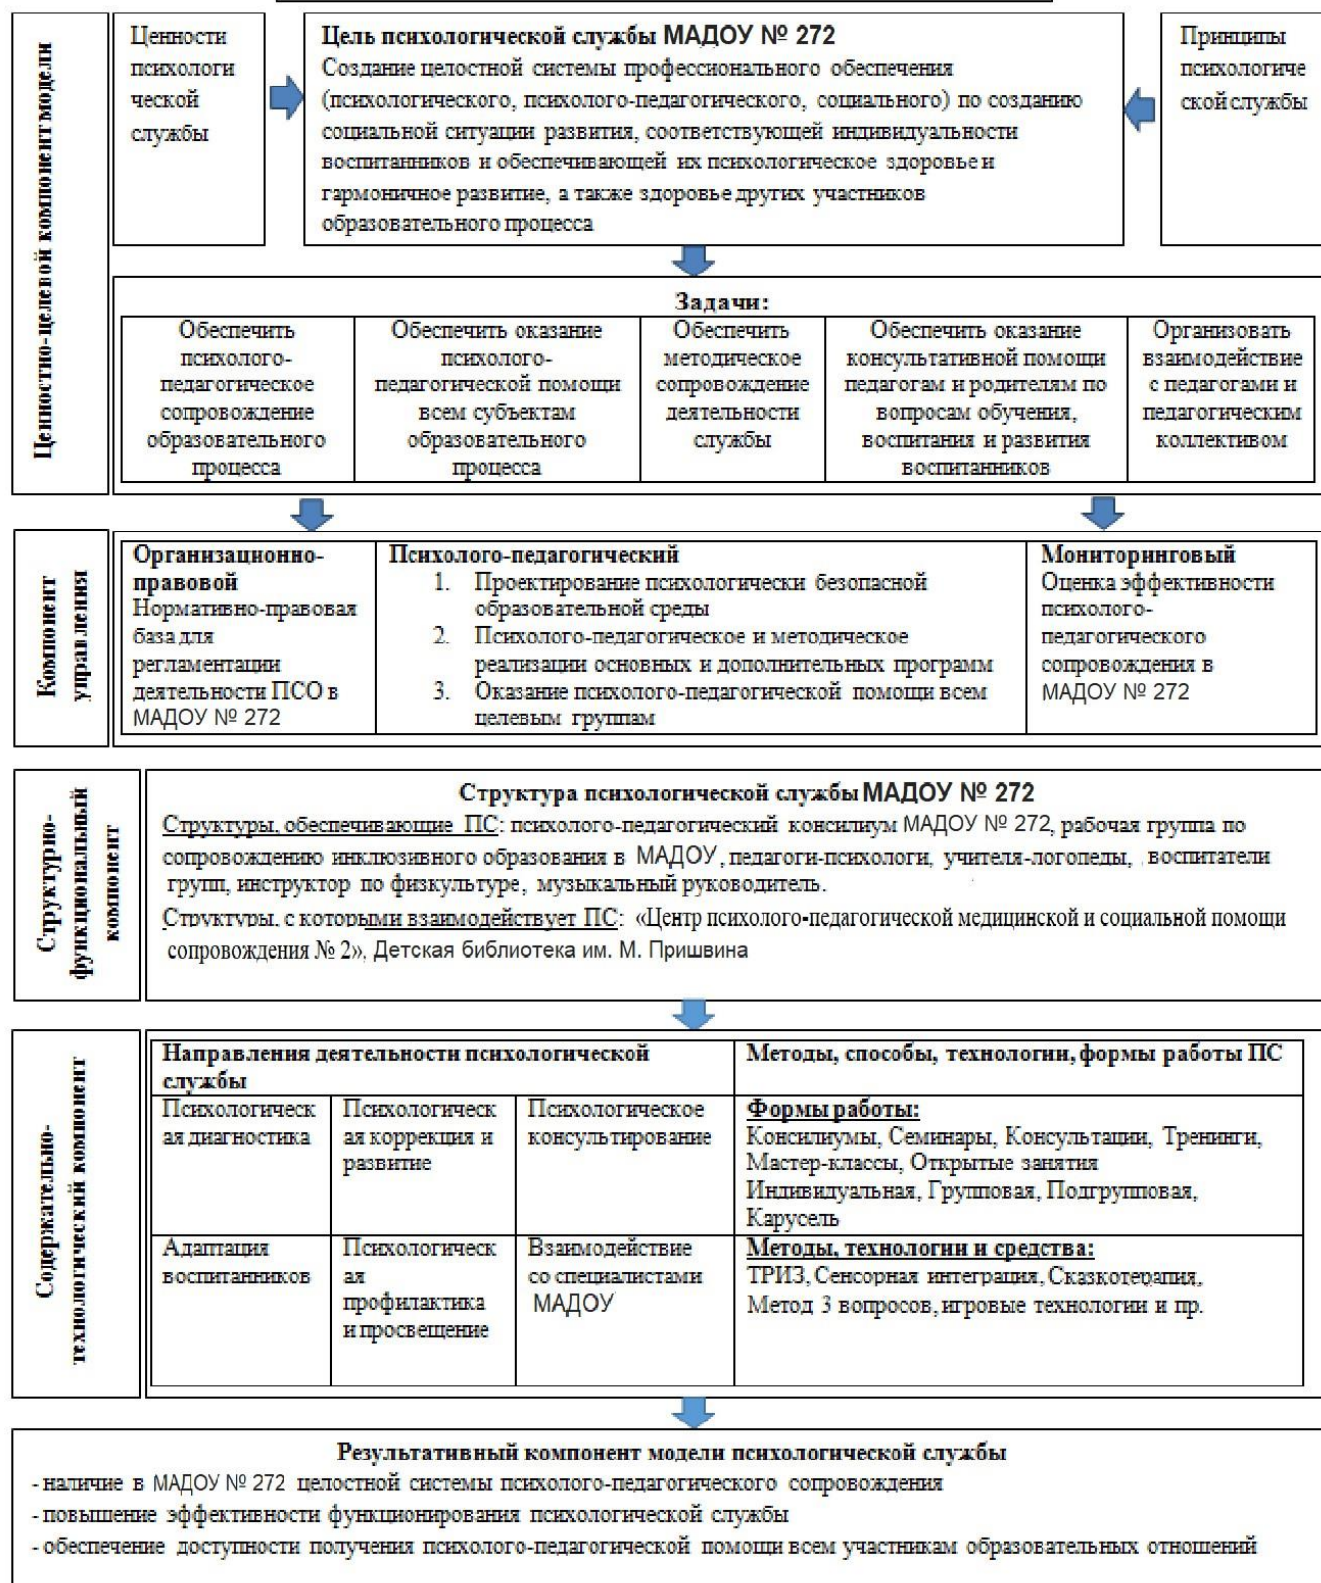 Ценностно-целевой компонент модели
Ценности
психологи
ческой
службы
Цель психологической службы МАДОУ № 272
Создание целостной системы профессионального обеспечения
(психологического, психолого-педагогического, социального) по созданию
социальной ситуации развития, соответствующей индивидуальности
воспитанников и обеспечивающей их психологическое здоровье и
гармоничное развитие, а также здоровье других участников
образовательного процесса
Принципы
психологиче
ской службы
Задачи:
Обеспечить
психолого-
педагогическое
сопровождение
образовательного
процесса
Обеспечить оказание
психолого-
педагогической помощи
всем субъектам
образовательного
процесса
Обеспечить
методическое
сопровождение
деятельности
службы
Обеспечить оказание
консультативной помощи
педагогам и родителям по
вопросам обучения,
воспитания и развития
воспитанников
Организовать
взаимодействие
с педагогами и
педагогическим
коллективом
Компонент
управления
Организационно-
правовой
Нормативно-правовая
база для
регламентации
деятельности ПСО в
МАДОУ № 272
Психолого-педагогический
1. Проектирование психологически безопасной
образовательной среды
2. Психолого-педагогическое и методическое
реализации основных и дополнительных программ
3. Оказание психолого-педагогической помощи всем
целевым группам
Мониторинговый
Оценка эффективности
психолого-
педагогического
сопровождения в
МАДОУ № 272
Структурно-
функциональный
компонент
Структура психологической службы МАДОУ № 272
Структуры, обеспечивающие ПС: психолого-педагогический консилиум МАДОУ № 272, рабочая группа по
сопровождению инклюзивного образования в МАДОУ, педагоги-психологи, учителя-логопеды, воспитатели
групп, инструктор по физкультуре, музыкальный руководитель.
Структуры, с которыми взаимодействует ПС: «Центр психолого-педагогической медицинской и социальной помощи
сопровождения № 2», Детская библиотека им. М. Пришвина
Содержательно-
технологический компонент
Направления деятельности психологической
службы
Методы, способы, технологии, формы работы ПС
Психологическ
ая диагностика
Психологическ
ая коррекция и
развитие
Психологическое
консультирование
Формы работы:
Консилиумы, Семинары, Консультации, Тренинги,
Мастер-классы, Открытые занятия
Индивидуальная, Групповая, Подгрупповая,
Карусель
Адаптация
воспитанников
Психологическ
ая
профилактика
и просвещение
Взаимодействие
со специалистами
МАДОУ
Методы, технологии и средства:
ТРИЗ, Сенсорная интеграция, Сказкотерапия,
Метод 3 вопросов, игровые технологии и пр.
Результативный компонент модели психологической службы
- наличие в МАДОУ № 272 целостной системы психолого-педагогического сопровождения
- повышение эффективности функционирования психологической службы
- обеспечение доступности получения психолого-педагогической помощи всем участникам образовательных отношений